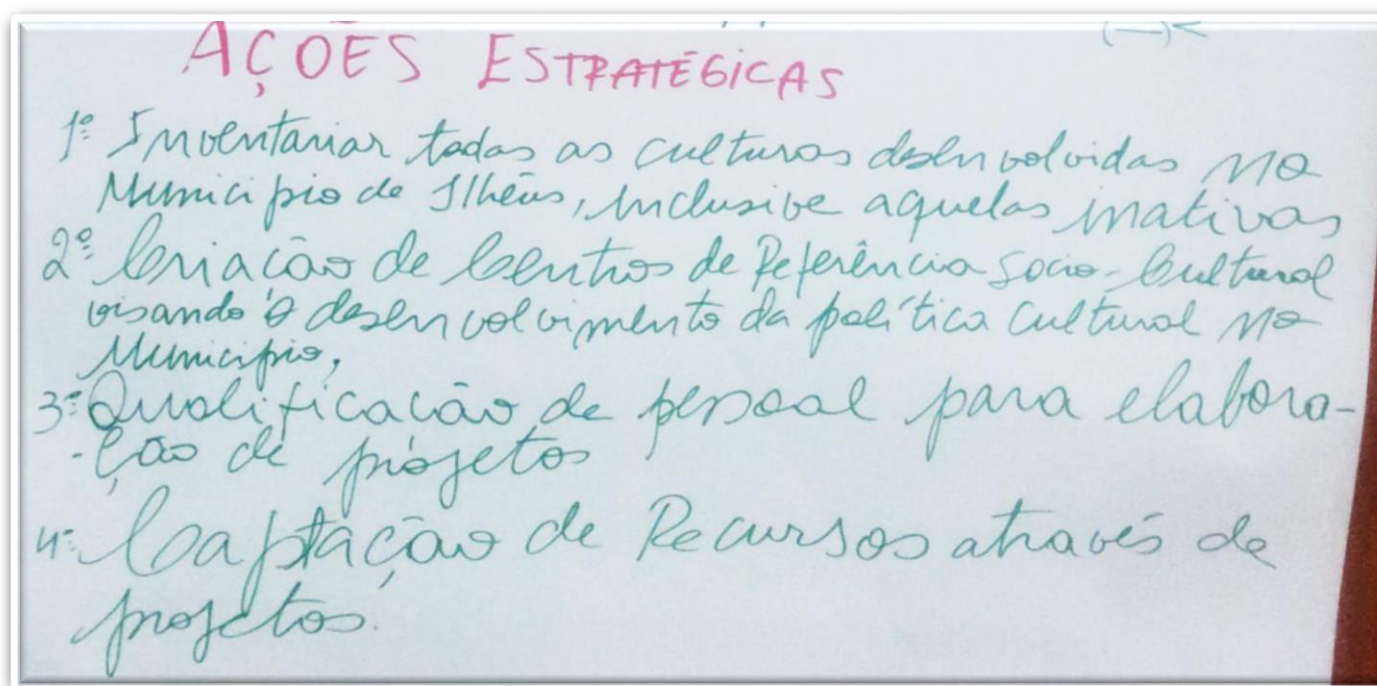 AÇÕES ESTRATÉGICAS
1º Inventariar todas as culturas desenvolvidas no
Município de Ilhéus, inclusive aquelas inativas
2º Criação de Centros de Referência Socio-Cultural
visando o desenvolvimento da política cultural no
Município,
3º Qualificação de pessoal para elabora-
-ção de projetos
4º Captação de Recursos através de
projetos.